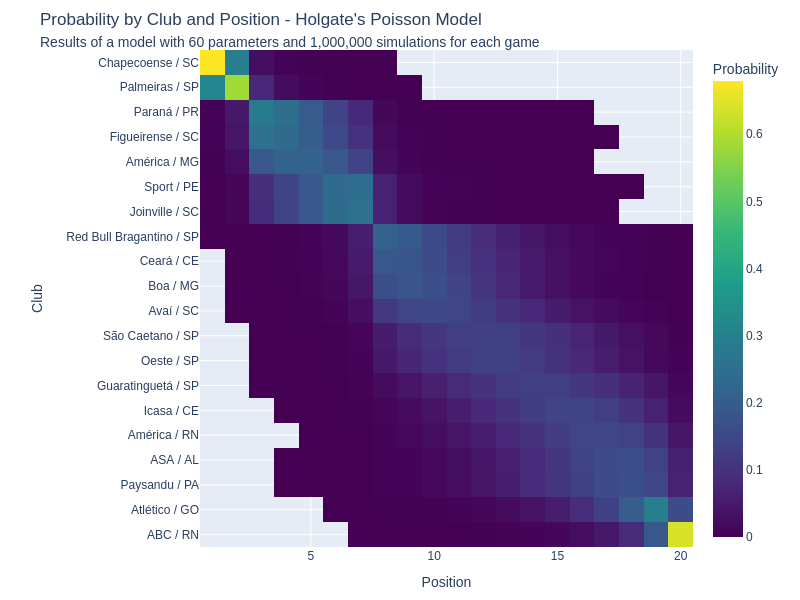 Probability by Club and Position - Holgate's Poisson Model
Results of a model with 60 parameters and 1,000,000 simulations for each game
Probability
Club
Chapecoense / SC
Palmeiras / SP
Paraná / PR
Figueirense / SC
América / MG
Sport / PE
Joinville / SC
Red Bull Bragantino / SP
Ceará / CE
Boa / MG
Avaí / SC
São Caetano / SP
Oeste / SP
Guaratinguetá / SP
Icasa / CE
América / RN
ASA / AL
Paysandu / PA
Atlético / GO
ABC / RN
5
10
15
20
Position
0.6
0.5
0.4
0.3
0.2
0.1
0